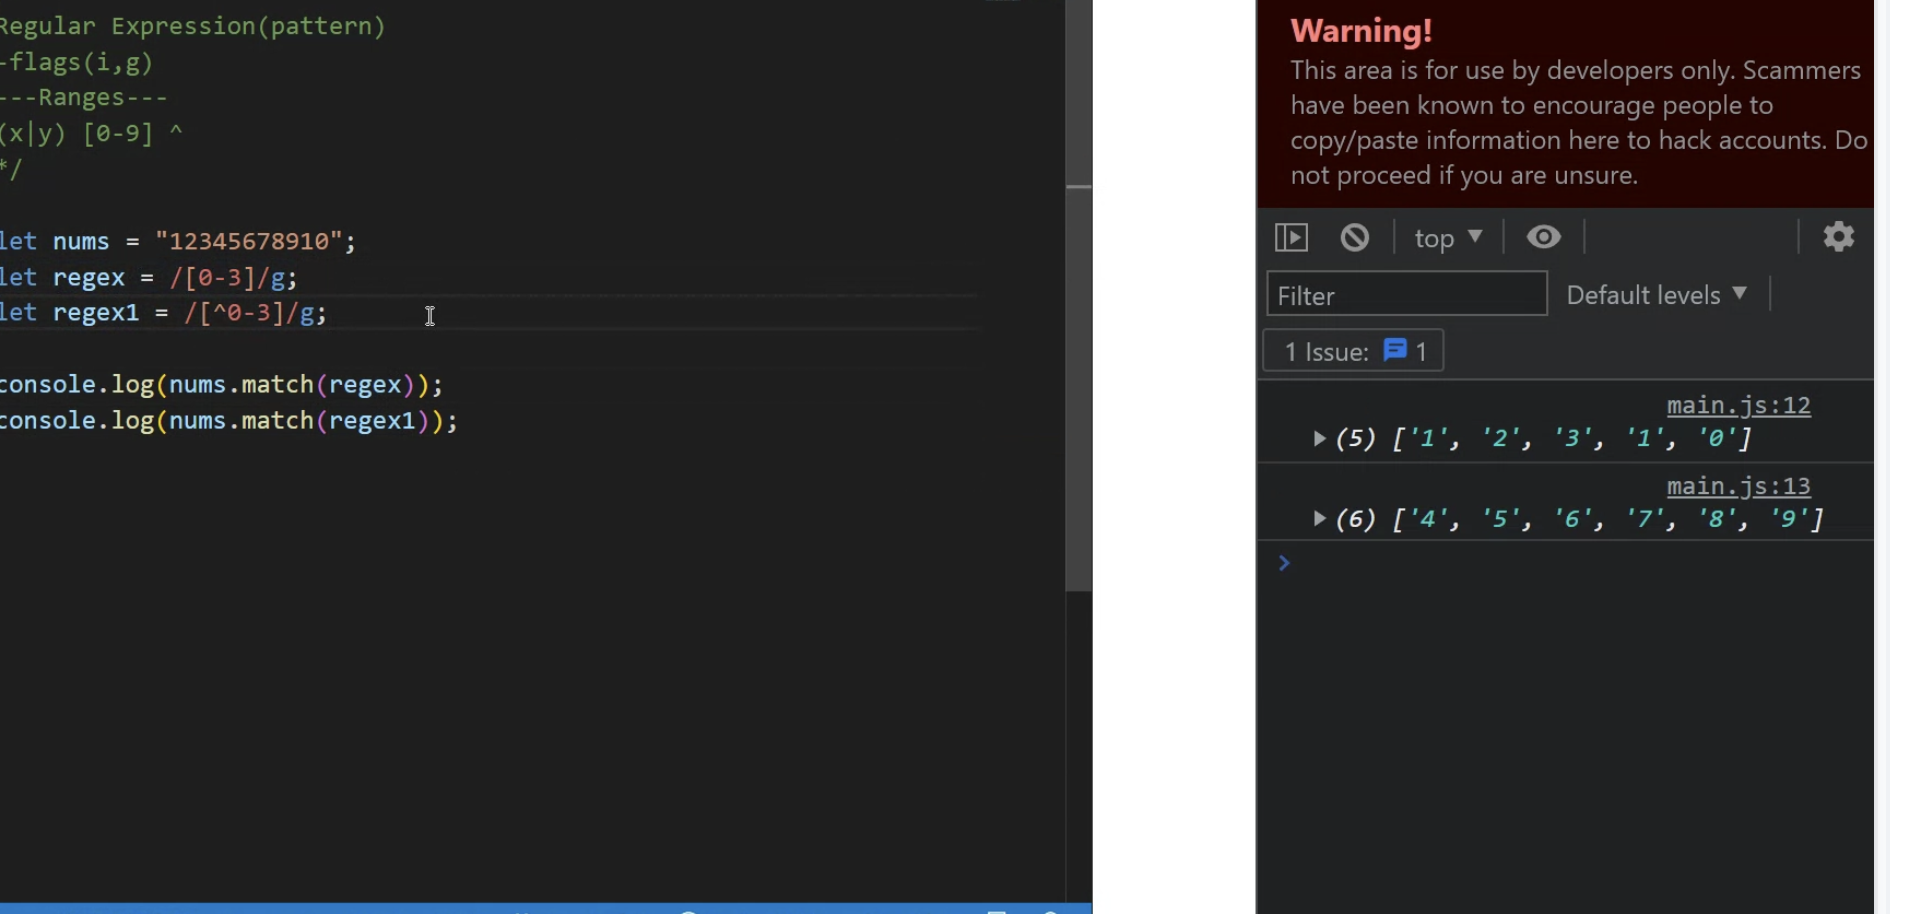 Regular Expression(pattern)
-flags(i,g)
---Ranges---
(x|y) [0-9] ^
*/
let nums = "12345678910";
let regex = /[0-3]/g;
let regex1 = /[^0-3]/g;
console.log(nums.match(regex));
console.log(nums.match(regex1));
Warning!
This area is for use by developers only. Scammers
have been known to encourage people to
copy/paste information here to hack accounts. Do
not proceed if you are unsure.
top
Filter
Default levels
1 Issue: 1
main.js:12
(5) ['1', '2', '3', '1', '0']
main.js:13
(6) ['4', '5', '6', '7', '8', '9']